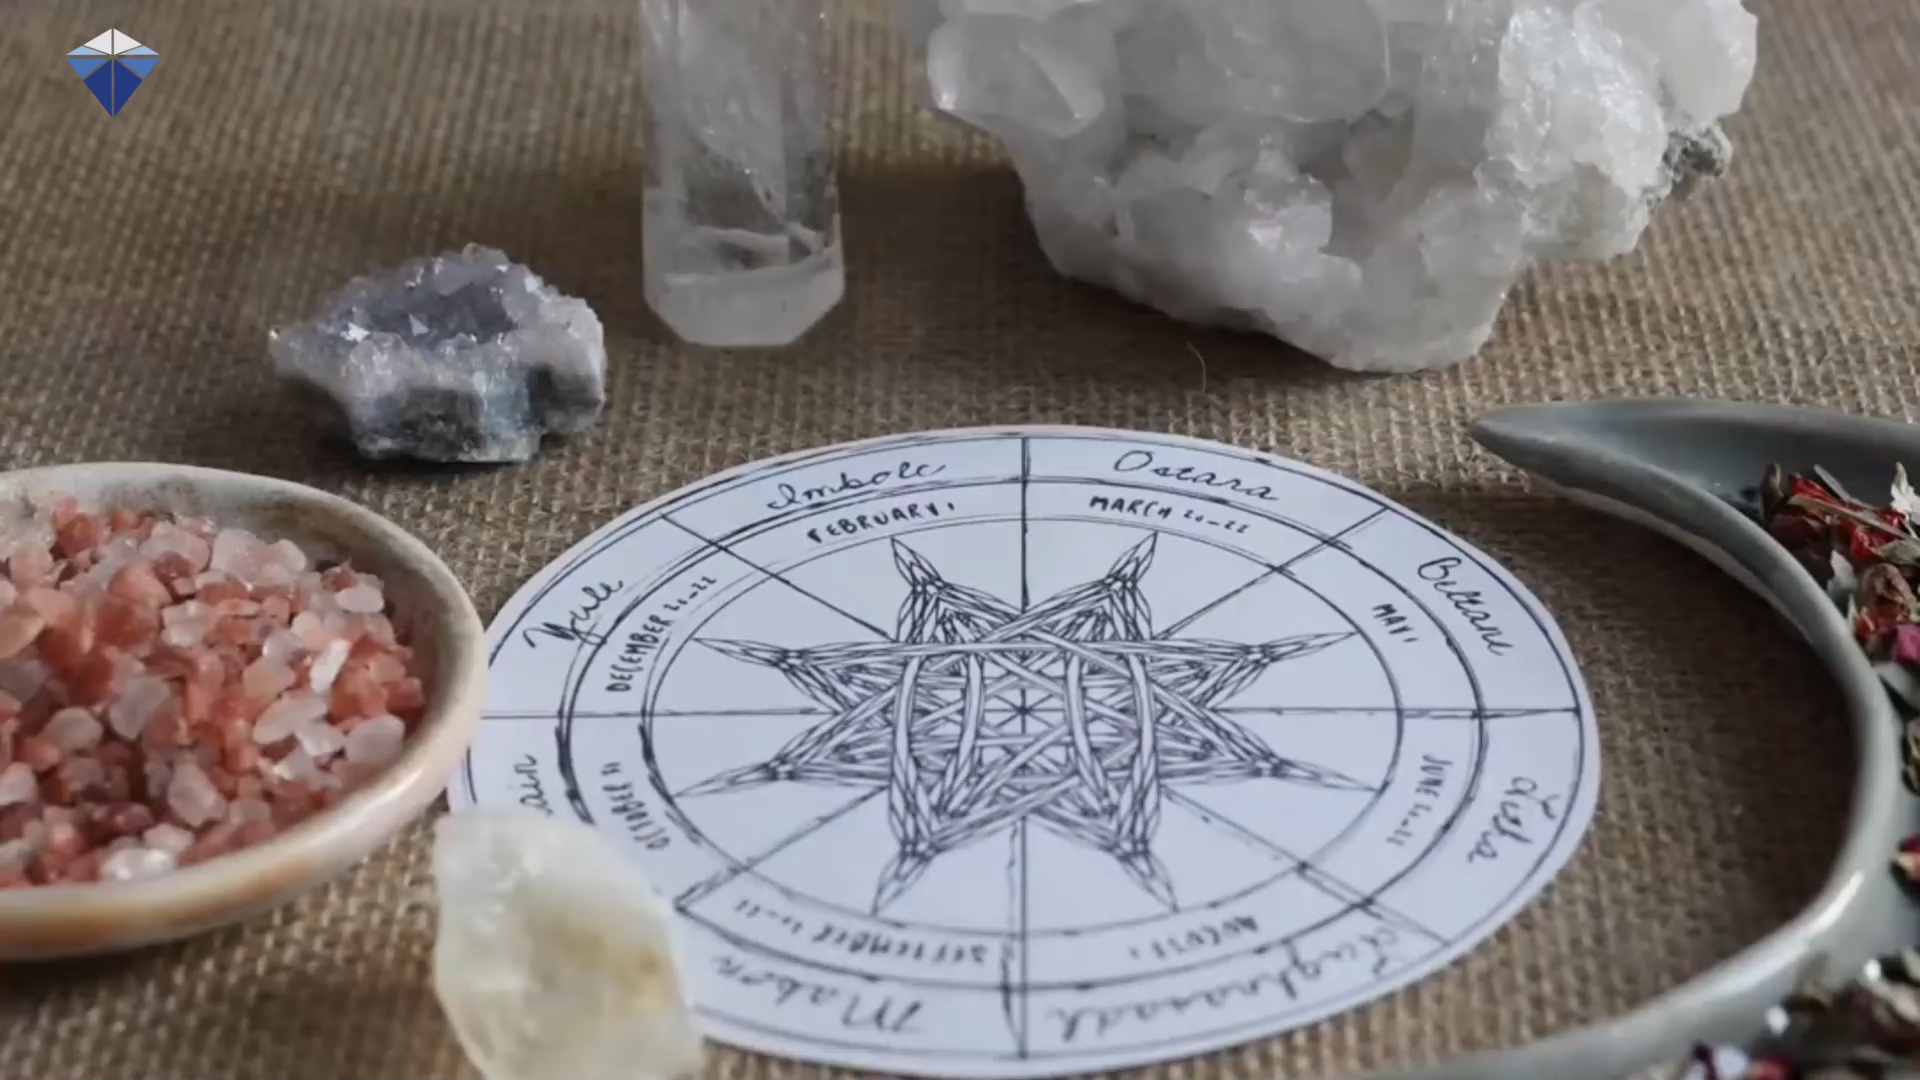 Imbolc
FEBRUARY 1
Ostara
MARCH 20-22
Beltane
MAY 1
Litha
JUNE 20-22
Lughnasadh
AUGUST 1
Mabon
SEPTEMBER 20-22
ain
OCTOBER 31
Yule
DECEMBER 20-22